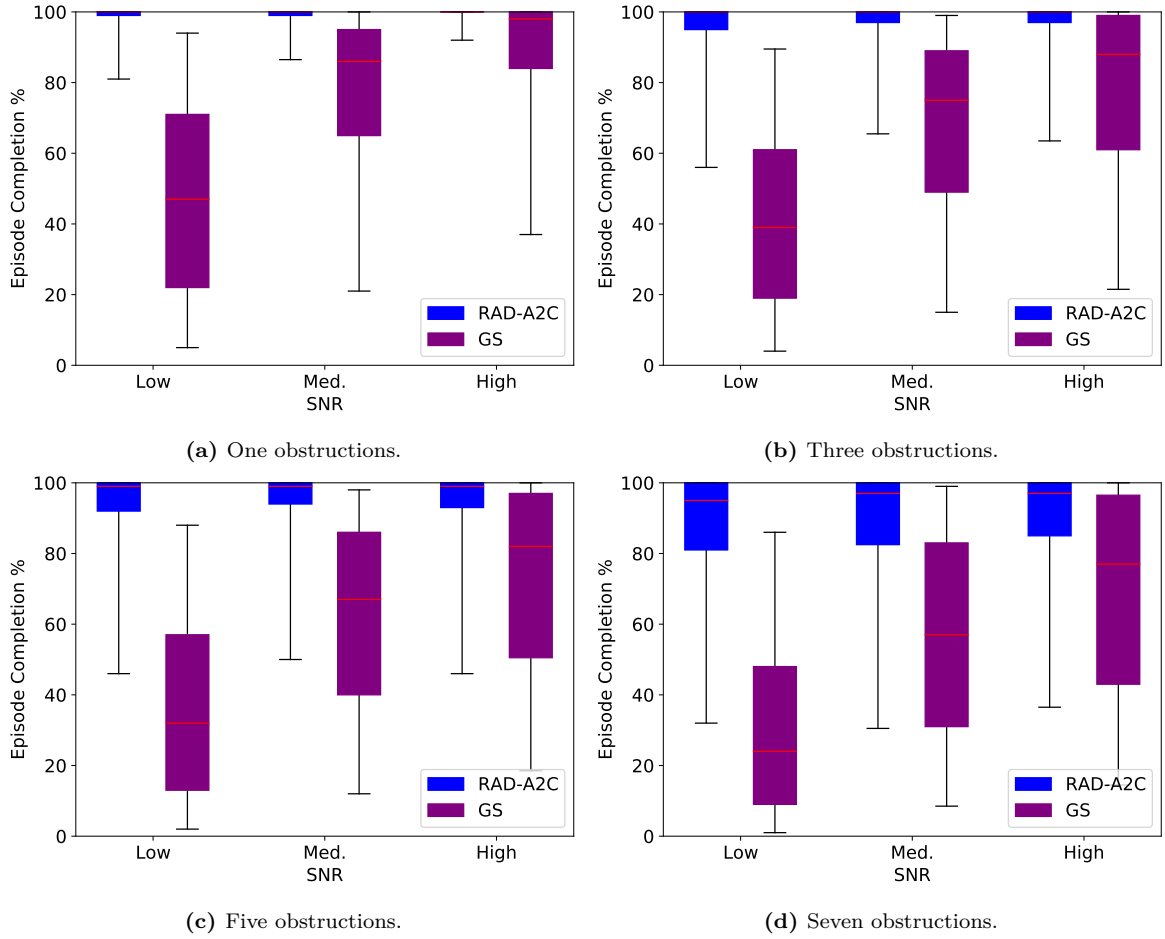 100
80
60
40
20
0
Episode Completion %
RAD-A2C
GS
Low Med. High
SNR
(a) One obstructions.
100
80
60
40
20
0
Episode Completion %
RAD-A2C
GS
Low Med. High
SNR
(b) Three obstructions.
100
80
60
40
20
0
Episode Completion %
RAD-A2C
GS
Low Med. High
SNR
(c) Five obstructions.
100
80
60
40
20
0
Episode Completion %
RAD-A2C
GS
Low Med. High
SNR
(d) Seven obstructions.